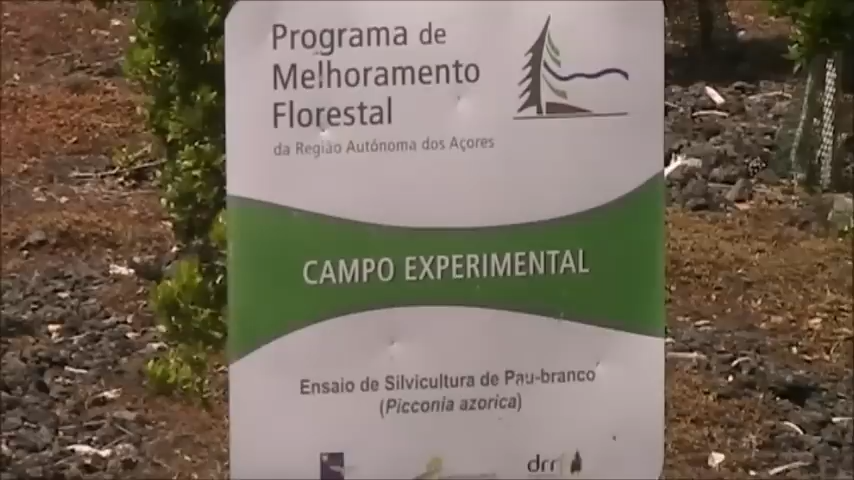 Programa de
Melhoramento
Florestal
da Região Autónoma dos Açores
CAMPO EXPERIMENTAL
Ensaio de Silvicultura de Pau-branco
(Picconia azorica)
drr